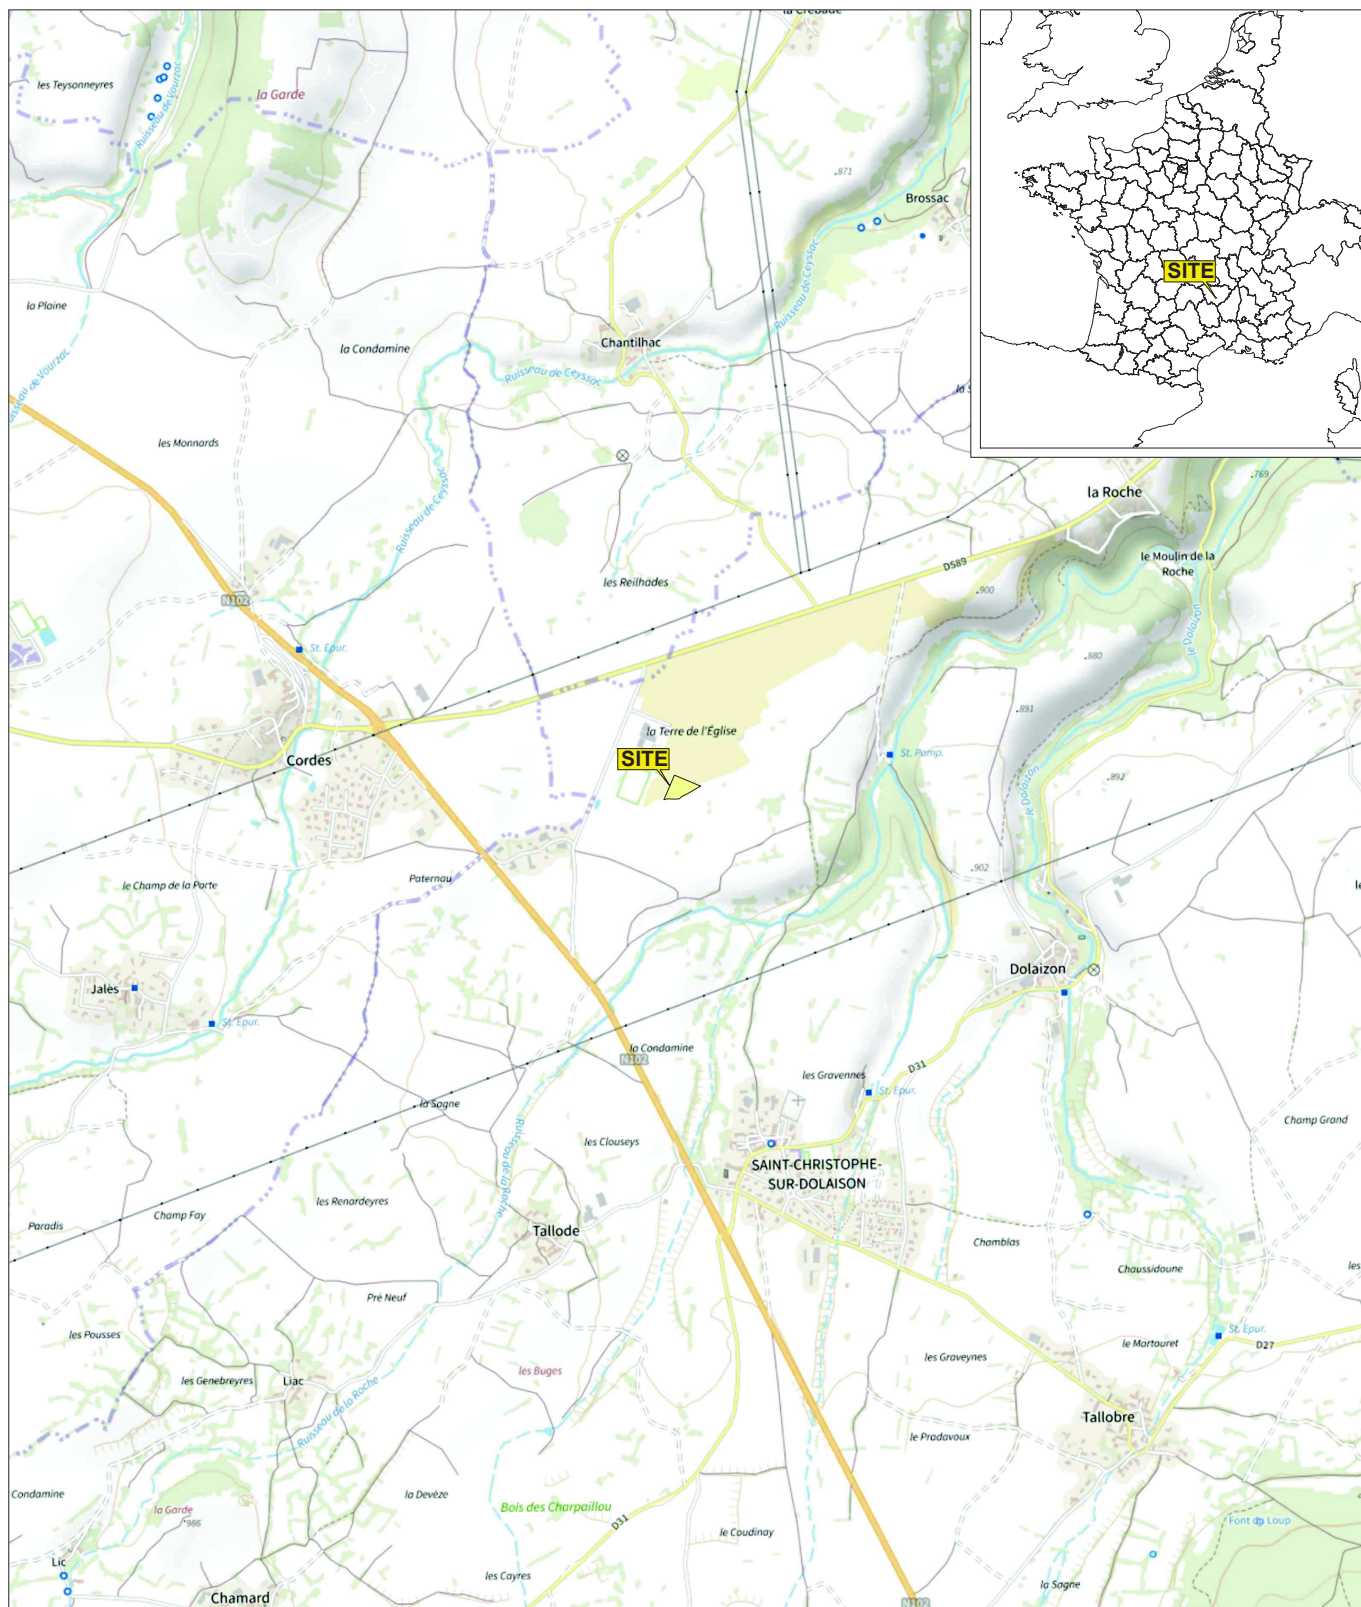 la Crebade
les Teysonneyres
la Garde
Ruisseau de Vourzac
.871
Brossac
SITE
la Plaine
Ruisseau de Ceyssac
Chantilhac
la Condamine
Ruisseau de Ceyssac
les Monnards
Ruisseau de Ceyssac
.769
la Roche
le Moulin de la
Roche
D589
les Reilhades
.900
N102
le Dolaizon
St. Epur.
.880
.891
la Terre de l'Église
SITE
St. Pomp.
Cordes
le Dolaizon
.892
.902
le Champ de la Porte
Paternau
Dolaizon
Jalès
St. Epur.
la Condamine
N102
les Gravennes
D31
St. Epur.
la Sagne
Ruisseau de la Roche
les Clouseys
Champ Grand
SAINT-CHRISTOPHE-
SUR-DOLAISON
les Renardeyres
Paradis
Champ Fay
Tallode
Chamblas
Chaussidoune
les
Pré Neuf
les Pousses
St. Epur.
le Martouret
D27
les Graveynes
les Buges
les Genebreyres
Liac
Ruisseau de la Roche
Tallobre
le Pradavoux
Condamine
la Devèze
la Garde
.986
Bois des Charpaillou
D31
le Coudinay
Font du Loup
Lic
les Cayres
la Sagne
Chamard
N102